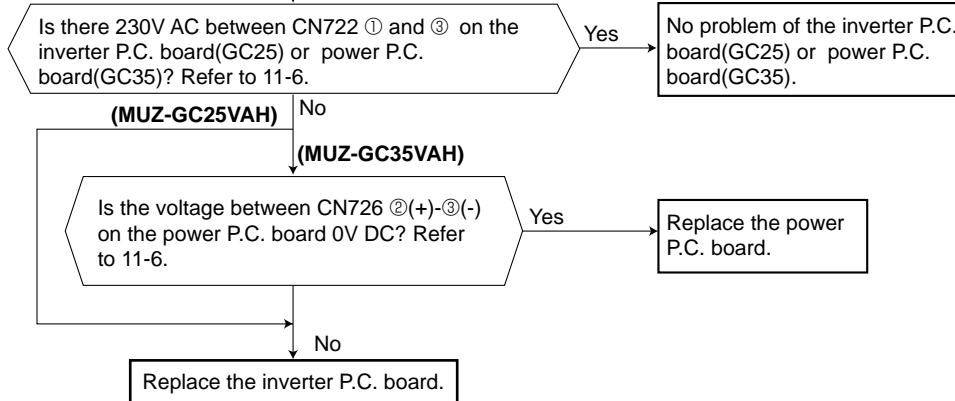 Is there 230V AC between CN722 ① and ③ on the
inverter P.C. board(GC25) or power P.C.
board(GC35)? Refer to 11-6.
Yes
No problem of the inverter P.C.
board(GC25) or power P.C.
board(GC35).
(MUZ-GC25VAH)
No
(MUZ-GC35VAH)
Is the voltage between CN726 ②(+)-③(-)
on the power P.C. board 0V DC? Refer
to 11-6.
Yes
Replace the power
P.C. board.
No
Replace the inverter P.C. board.